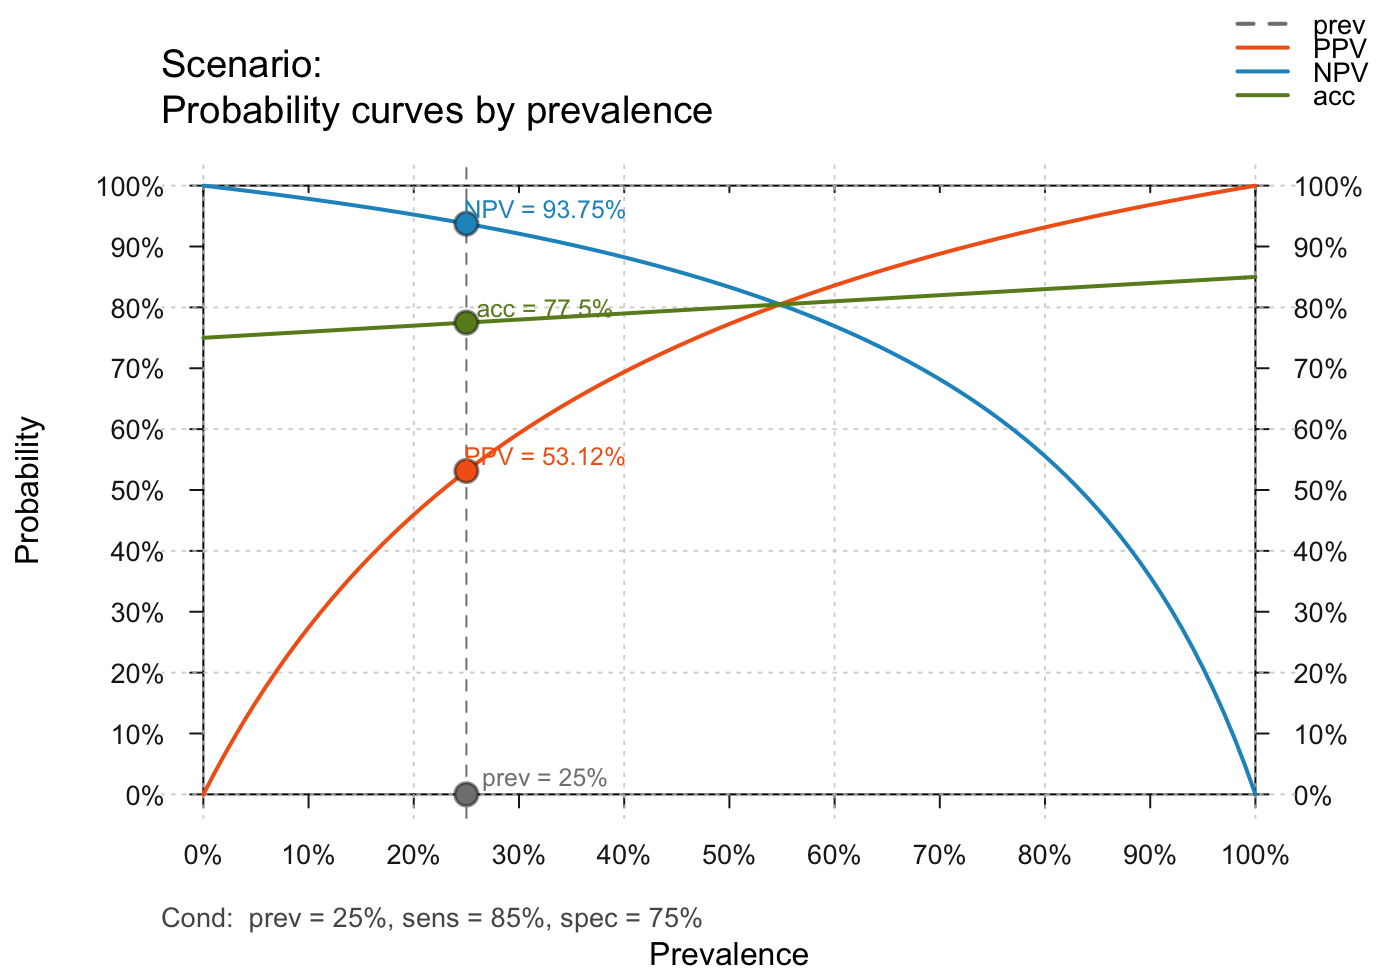 prev
PPV
NPV
acc
Scenario:
Probability curves by prevalence
100%
90%
80%
70%
60%
50%
40%
30%
20%
10%
0%
Probability
NPV = 93.75%
acc = 77.5%
PPV = 53.12%
prev = 25%
100%
90%
80%
70%
60%
50%
40%
30%
20%
10%
0%
0% 10% 20% 30% 40% 50% 60% 70% 80% 90% 100%
Cond: prev = 25%, sens = 85%, spec = 75%
Prevalence